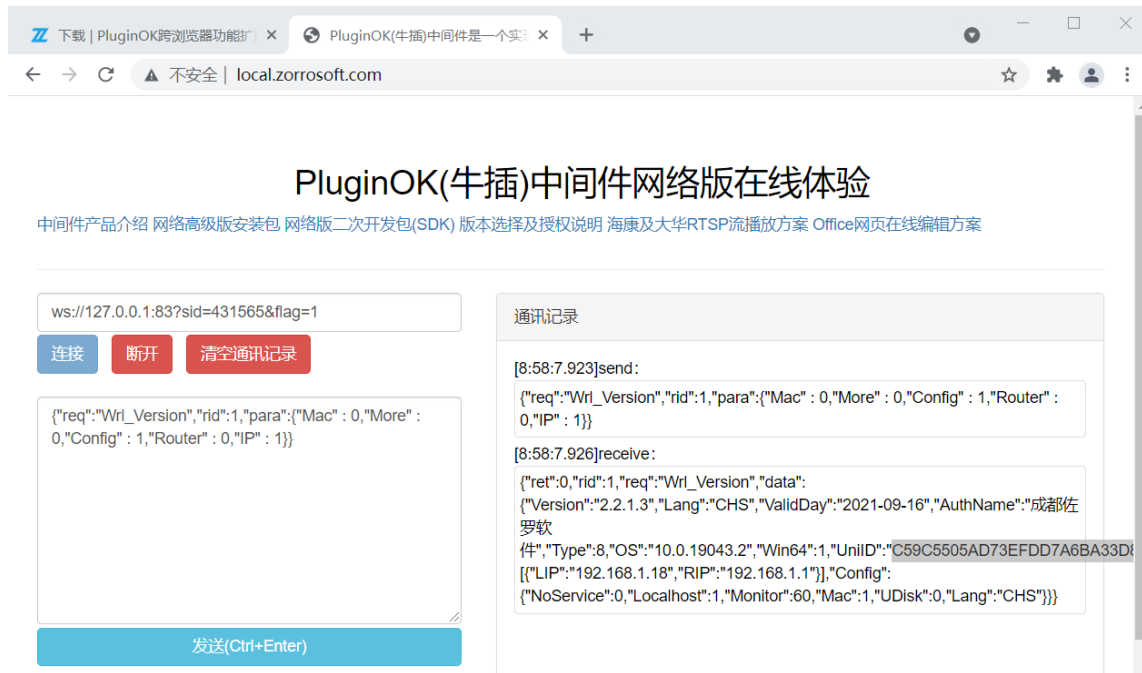 下载 | PluginOK跨浏览器功能扩
PluginOK(牛插)中间件是一个实
不安全 | local.zorrosoft.com
PluginOK(牛插)中间件网络版在线体验
中间件产品介绍 网络高级版安装包 网络版二次开发包(SDK) 版本选择及授权说明 海康及大华RTSP流播放方案 Office网页在线编辑方案
ws://127.0.0.1:83?sid=431565&flag=1
连接 断开 清空通讯记录
{"req":"Wrl_Version","rid":1,"para":{"Mac" : 0,"More" :
0,"Config" : 1,"Router" : 0,"IP" : 1}}
发送(Ctrl+Enter)
通讯记录
[8:58:7.923]send:
{"req":"Wrl_Version","rid":1,"para":{"Mac" : 0,"More" : 0,"Config" : 1,"Router" :
0,"IP" : 1}}
[8:58:7.926]receive:
{"ret":0,"rid":1,"req":"Wrl_Version","data":
{"Version":"2.2.1.3","Lang":"CHS","ValidDay":"2021-09-16","AuthName":"成都佐
罗软
件","Type":8,"OS":"10.0.19043.2","Win64":1,"UniID":"C59C5505AD73EFDD7A6BA33D8
[{"LIP":"192.168.1.18","RIP":"192.168.1.1"}],"Config":
{"NoService":0,"Localhost":1,"Monitor":60,"Mac":1,"UDisk":0,"Lang":"CHS"}}}